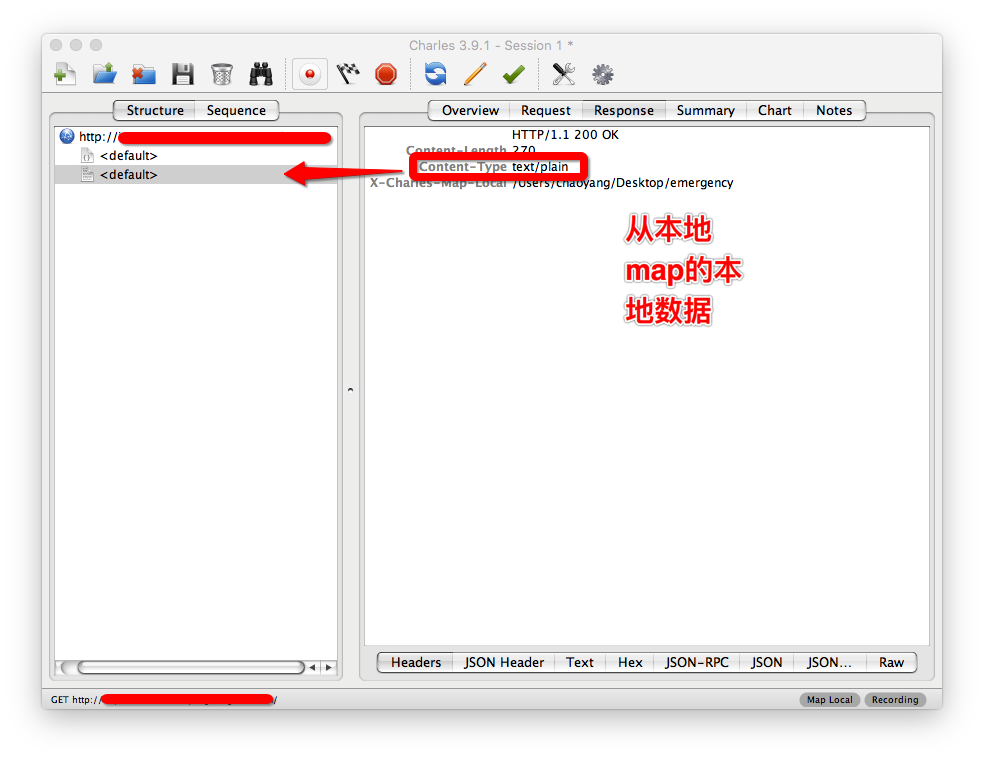 Charles 3.9.1 - Session 1 *
Structure Sequence
Overview Request Response Summary Chart Notes
http://
<default>
<default>
HTTP/1.1 200 OK
Content-Length 270
Content-Type text/plain
X-Charles-Map-Local /Users/chaoyang/Desktop/emergency
从本地
map的本
地数据
Headers JSON Header Text Hex JSON-RPC JSON JSON... Raw
GET http:// /
Map Local Recording